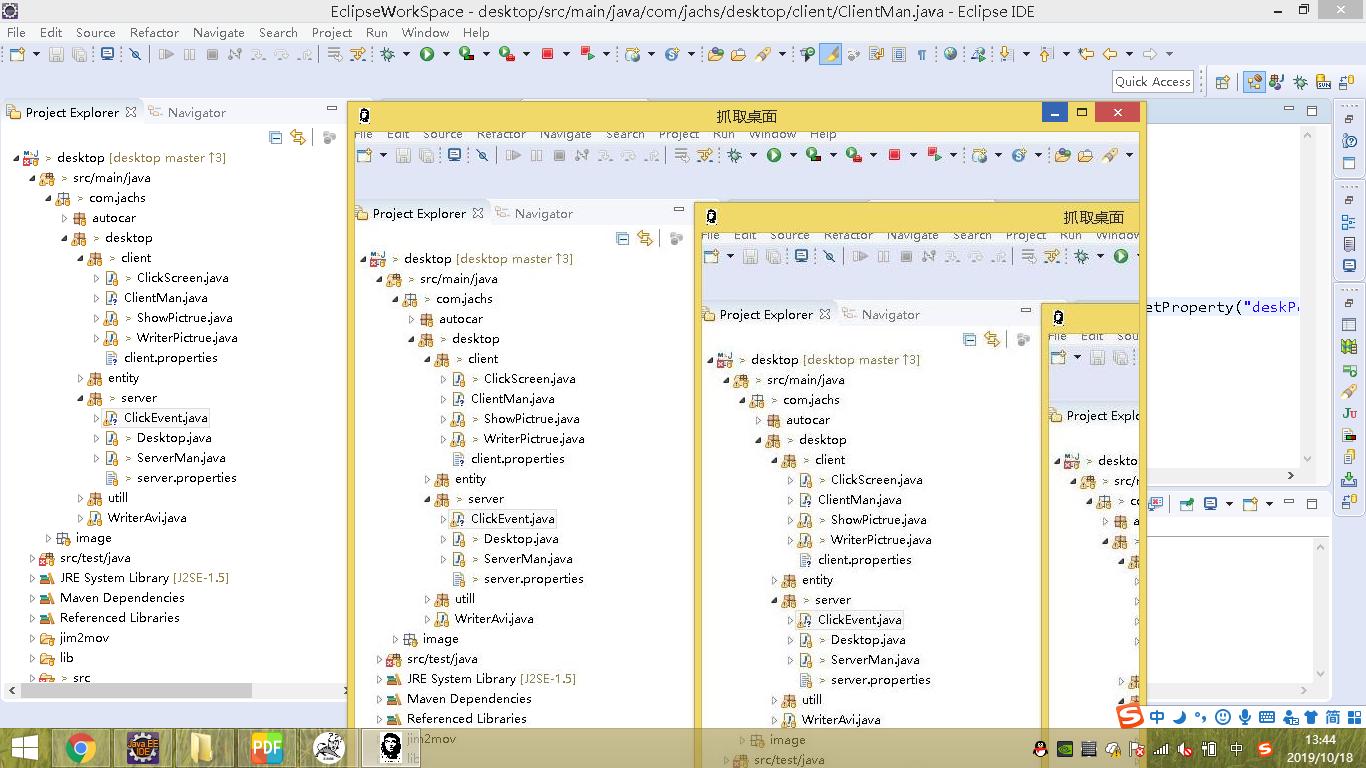 EclipseWorkSpace - desktop/src/main/java/com/jachs/desktop/client/ClientMan.java - Eclipse IDE
File Edit Source Refactor Navigate Search Project Run Window Help
Quick Access
Project Explorer Navigator
> desktop [desktop master ↑3]
> src/main/java
> com.jachs
autocar
> desktop
> client
> ClickScreen.java
ClientMan.java
> ShowPictrue.java
> WriterPictrue.java
client.properties
entity
> server
ClickEvent.java
> Desktop.java
> ServerMan.java
> server.properties
utill
WriterAvi.java
image
src/test/java
JRE System Library [J2SE-1.5]
Maven Dependencies
Referenced Libraries
jim2mov
lib
> src
抓取桌面
File Edit Source Refactor Navigate Search Project Run Window Help
Project Explorer Navigator
> desktop [desktop master ↑3]
> src/main/java
> com.jachs
autocar
> desktop
> client
> ClickScreen.java
ClientMan.java
> ShowPictrue.java
> WriterPictrue.java
client.properties
entity
> server
ClickEvent.java
> Desktop.java
> ServerMan.java
> server.properties
utill
WriterAvi.java
image
src/test/java
JRE System Library [J2SE-1.5]
Maven Dependencies
Referenced Libraries
jim2mov
lib
抓取桌面
File Edit Source Refactor Navigate Search Project Run Window
Project Explorer Navigator
> desktop [desktop master ↑3]
> src/main/java
> com.jachs
autocar
> desktop
> client
> ClickScreen.java
ClientMan.java
> ShowPictrue.java
> WriterPictrue.java
client.properties
entity
> server
ClickEvent.java
> Desktop.java
> ServerMan.java
> server.properties
utill
WriterAvi.java
image
src/test/java
File Edit Sou
Project Explo
> deskto
> src/r
> co
a
>
etProperty("deskPo
Ju
中 简
Java EE
IDE
PDF
中
13:44
2019/10/18